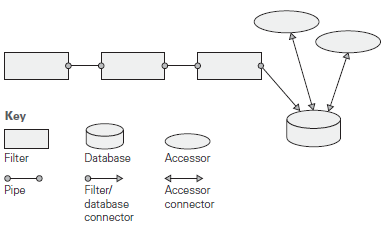 Key
Filter
Database
Accessor
Pipe
Filter/
database
connector
Accessor
connector